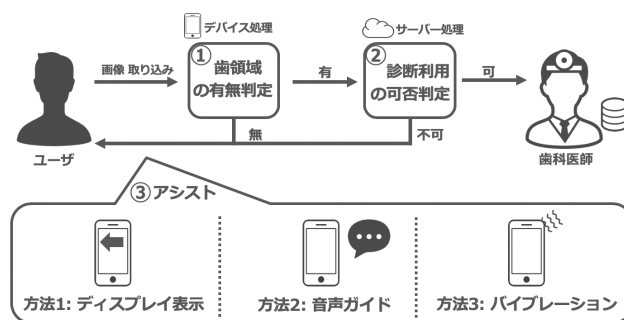 デバイス処理
サーバー処理
画像 取り込み
①
歯領域
の有無判定
有
②
診断利用
の可否判定
可
無
不可
ユーザ
歯科医師
③アシスト
方法1: ディスプレイ表示
方法2: 音声ガイド
方法3: バイブレーション